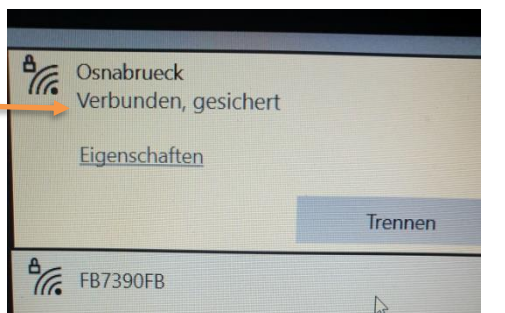 Osnabrueck
Verbunden, gesichert
Eigenschaften
Trennen
FB7390FB